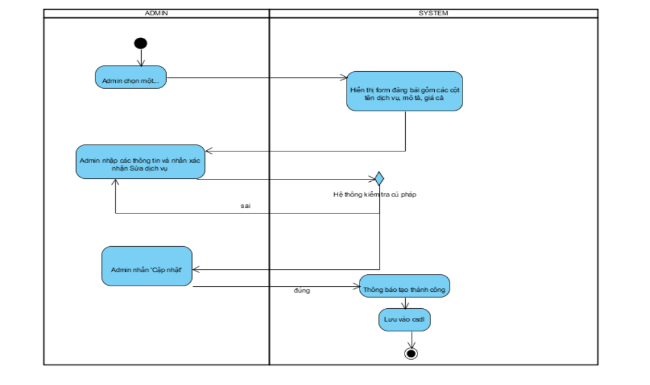 ADMIN
SYSTEM
Admin chọn một...
Hiển thị form đăng bài gồm các cột
tên dịch vụ, mô tả, giá cả
Admin nhập các thông tin và nhấn xác
nhận Sửa dịch vụ
Hệ thống kiểm tra cú pháp
sai
Admin nhấn 'Cập nhật'
đúng
Thông báo tạo thành công
Lưu vào csdl